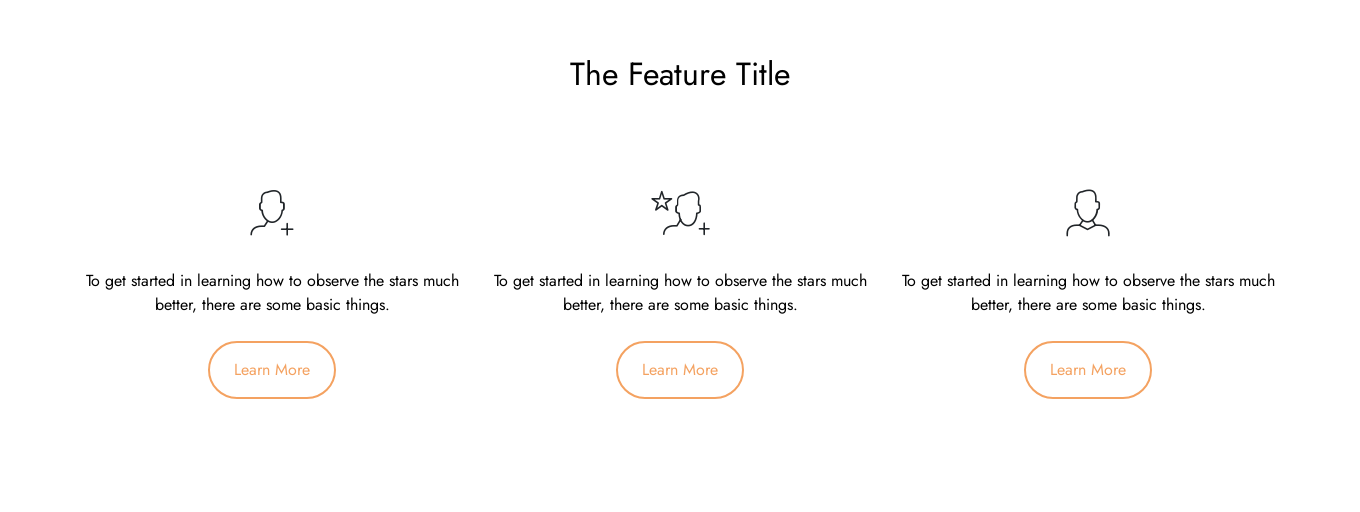 The Feature Title
To get started in learning how to observe the stars much
better, there are some basic things.
Learn More
To get started in learning how to observe the stars much
better, there are some basic things.
Learn More
To get started in learning how to observe the stars much
better, there are some basic things.
Learn More